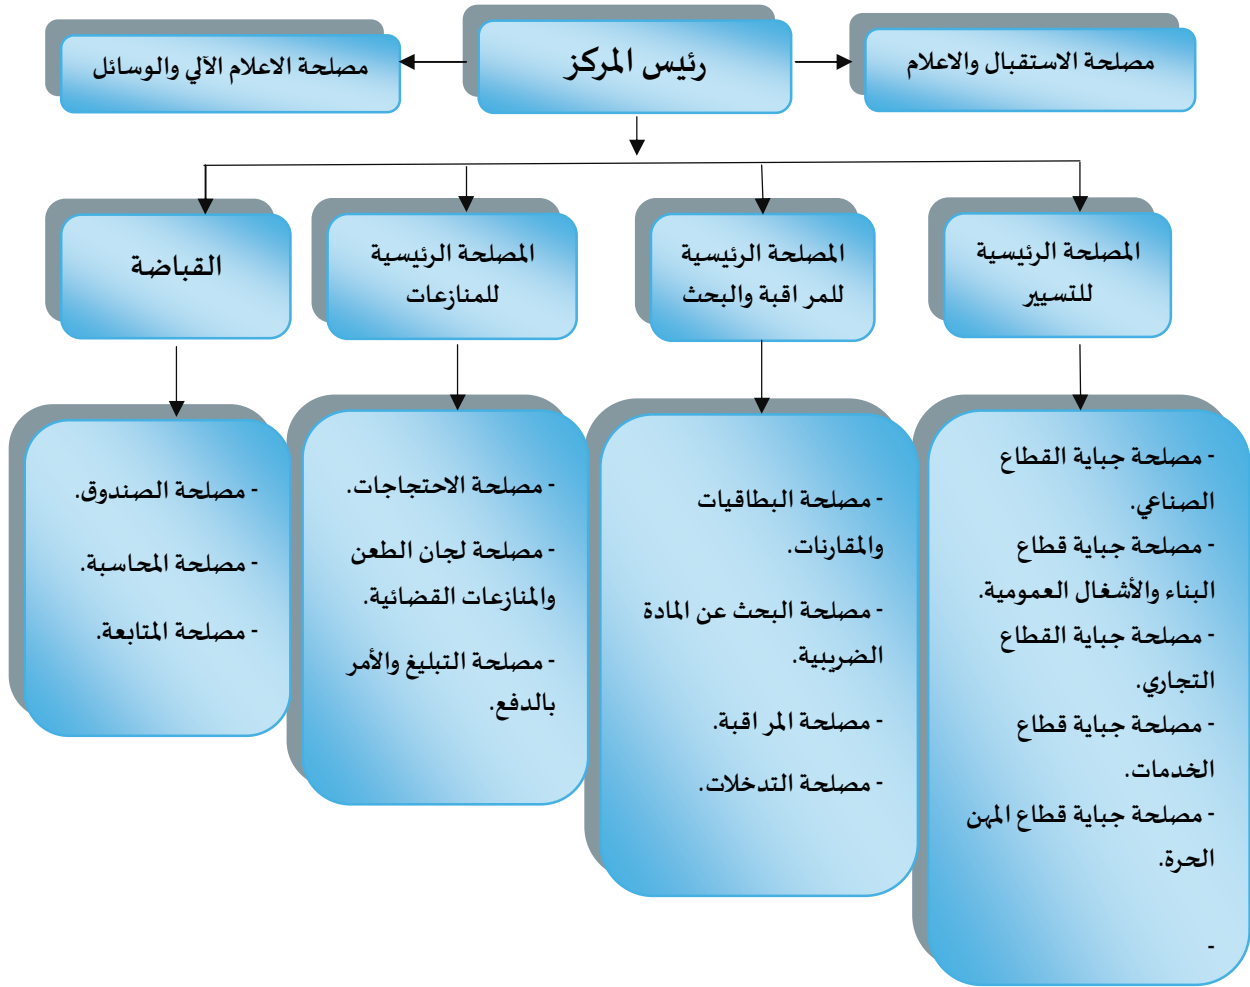 رئيس المركز
مصلحة الاستقبال والاعلام
مصلحة الاعلام الآلي والوسائل
المصلحة الرئيسية
للتسيير
المصلحة الرئيسية
للمراقبة والبحث
المصلحة الرئيسية
للمنازعات
القباضة
- مصلحة جباية القطاع
الصناعي.
- مصلحة جباية قطاع
البناء والأشغال العمومية.
- مصلحة جباية القطاع
التجاري.
- مصلحة جباية قطاع
الخدمات.
- مصلحة جباية قطاع المهن
الحرة.
-
- مصلحة البطاقيات
والمقارنات.
- مصلحة البحث عن المادة
الضريبية.
- مصلحة المراقبة.
- مصلحة التدخلات.
- مصلحة الاحتجاجات.
- مصلحة لجان الطعن
والمنازعات القضائية.
- مصلحة التبليغ والأمر
بالدفع.
- مصلحة الصندوق.
- مصلحة المحاسبة.
- مصلحة المتابعة.